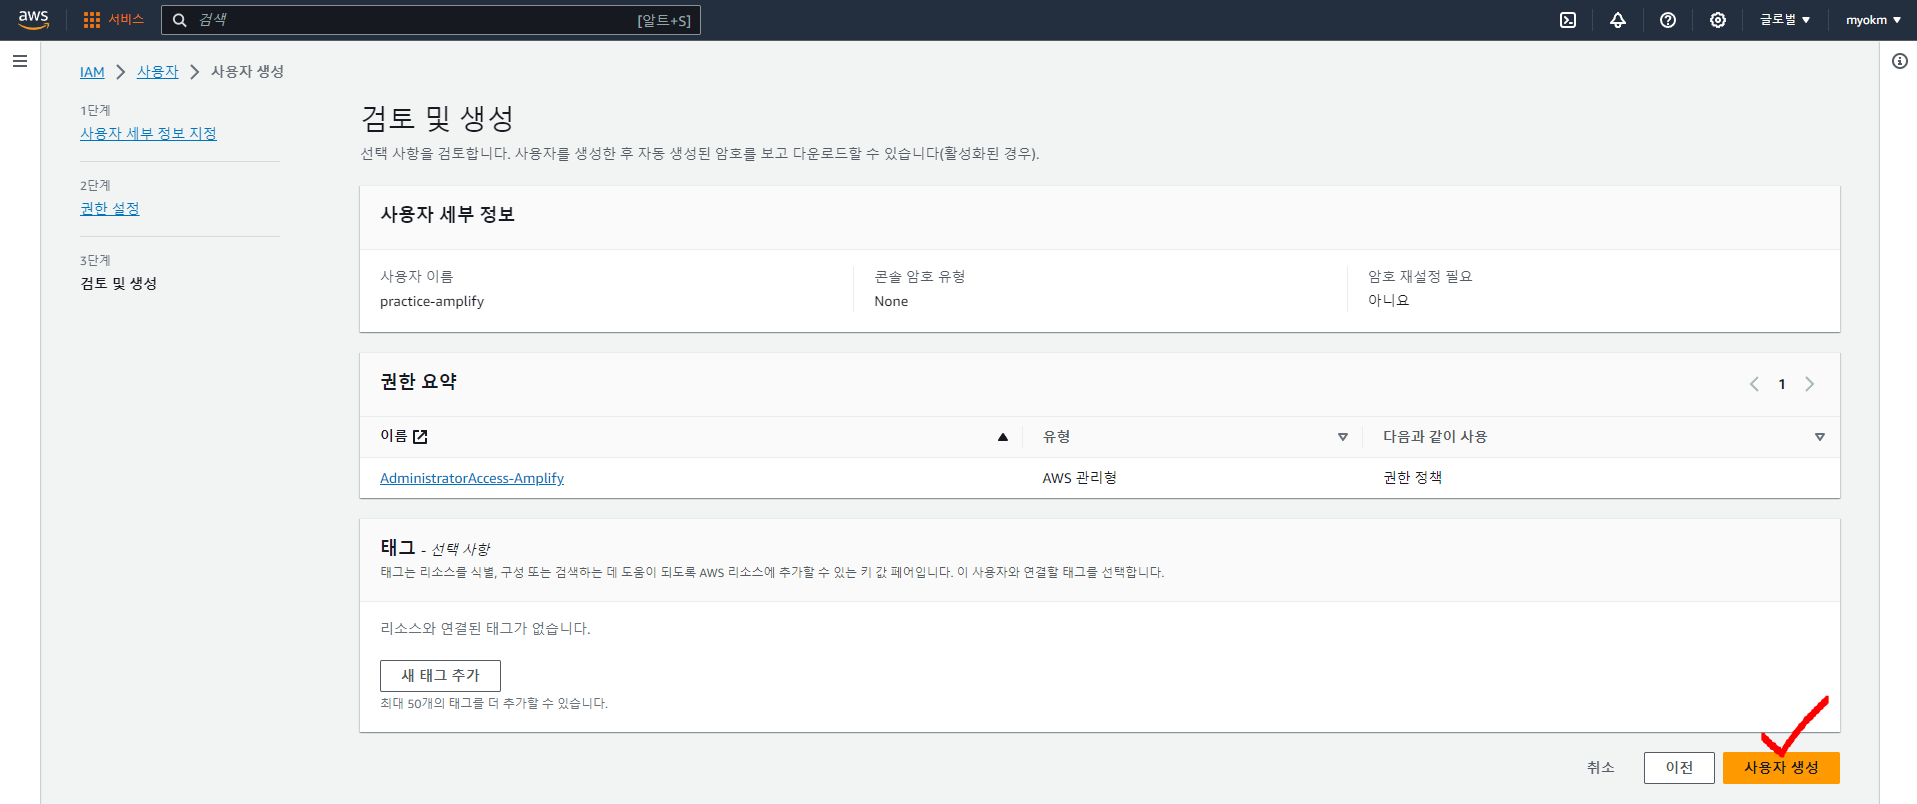 aws
서비스
검색
[알트+S]
글로벌
myokm
IAM
사용자
사용자 생성
1단계
사용자 세부 정보 지정
2단계
권한 설정
3단계
검토 및 생성
검토 및 생성
선택 사항을 검토합니다. 사용자를 생성한 후 자동 생성된 암호를 보고 다운로드할 수 있습니다(활성화된 경우).
사용자 세부 정보
사용자 이름
practice-amplify
콘솔 암호 유형
None
암호 재설정 필요
아니요
권한 요약
1
이름
유형
다음과 같이 사용
AdministratorAccess-Amplify
AWS 관리형
권한 정책
태그 - 선택 사항
태그는 리소스를 식별, 구성 또는 검색하는 데 도움이 되도록 AWS 리소스에 추가할 수 있는 키 값 페어입니다. 이 사용자와 연결할 태그를 선택합니다.
리소스와 연결된 태그가 없습니다.
새 태그 추가
최대 50개의 태그를 더 추가할 수 있습니다.
취소
이전
사용자 생성